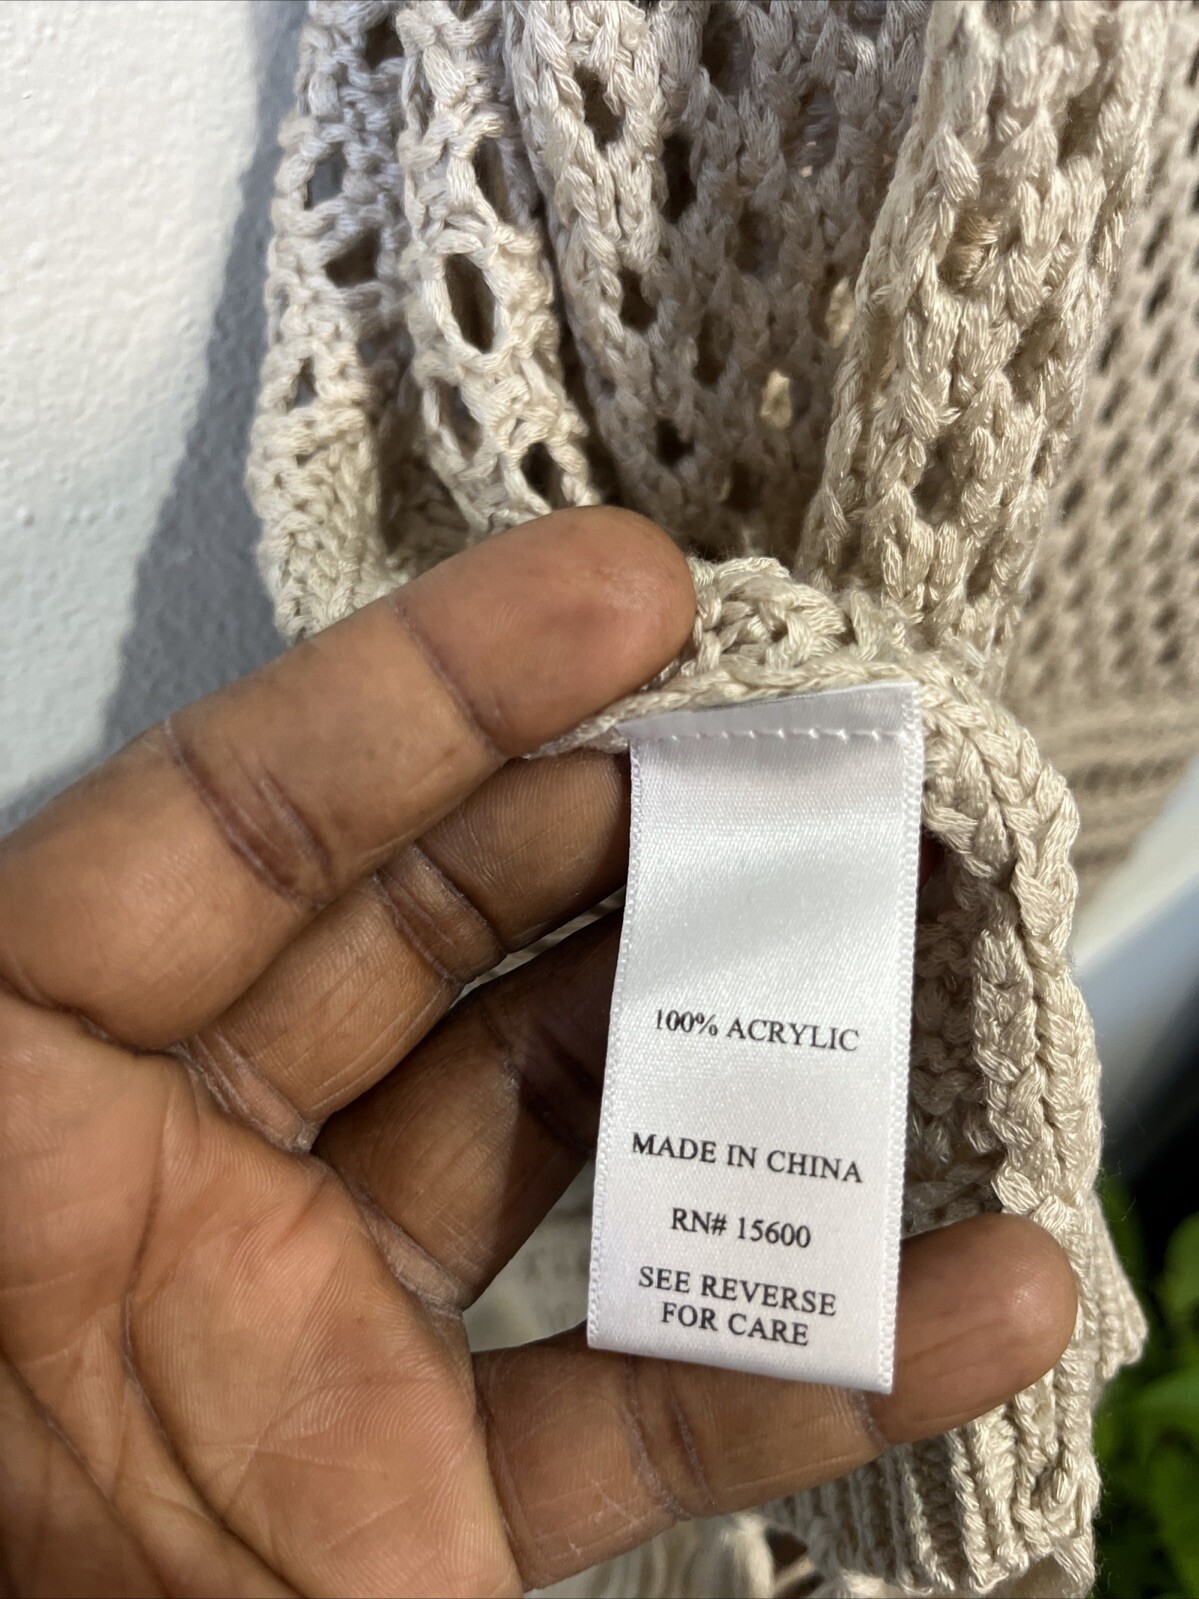 100% ACRYLIC
MADE IN CHINA
RN# 15600
SEE REVERSE
FOR CARE